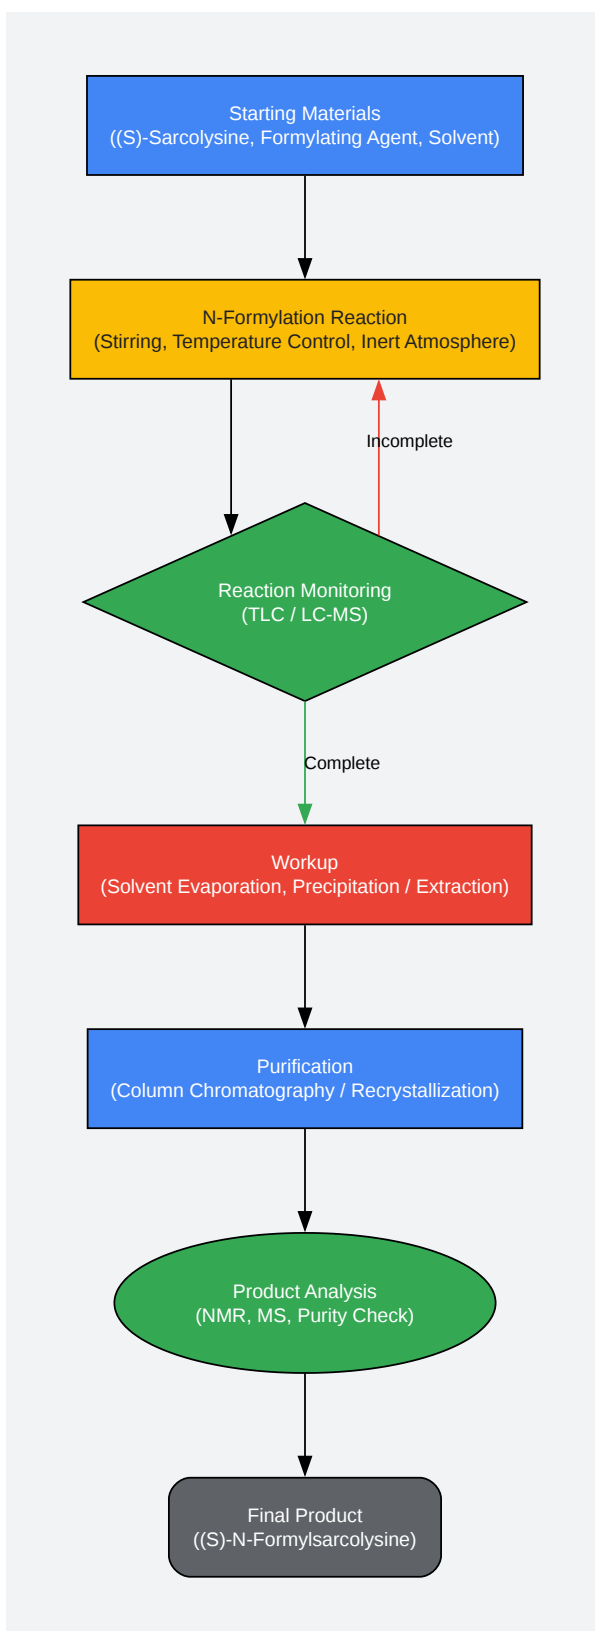 Starting Materials
((S)-Sarcolysine, Formylating Agent, Solvent)
N-Formylation Reaction
(Stirring, Temperature Control, Inert Atmosphere)
Incomplete
Reaction Monitoring
(TLC / LC-MS)
Complete
Workup
(Solvent Evaporation, Precipitation / Extraction)
Purification
(Column Chromatography / Recrystallization)
Product Analysis
(NMR, MS, Purity Check)
Final Product
((S)-N-Formylsarcolysine)